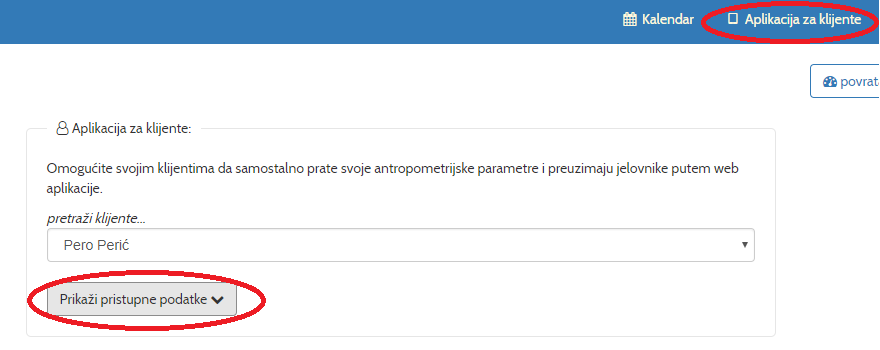 Kalendar
Aplikacija za klijente
povrat
Aplikacija za klijente:
Omogućite svojim klijentima da samostalno prate svoje antropometrijske parametre i preuzimaju jelovnike putem web
aplikacije.
pretraži klijente...
Pero Perić
Prikaži pristupne podatke